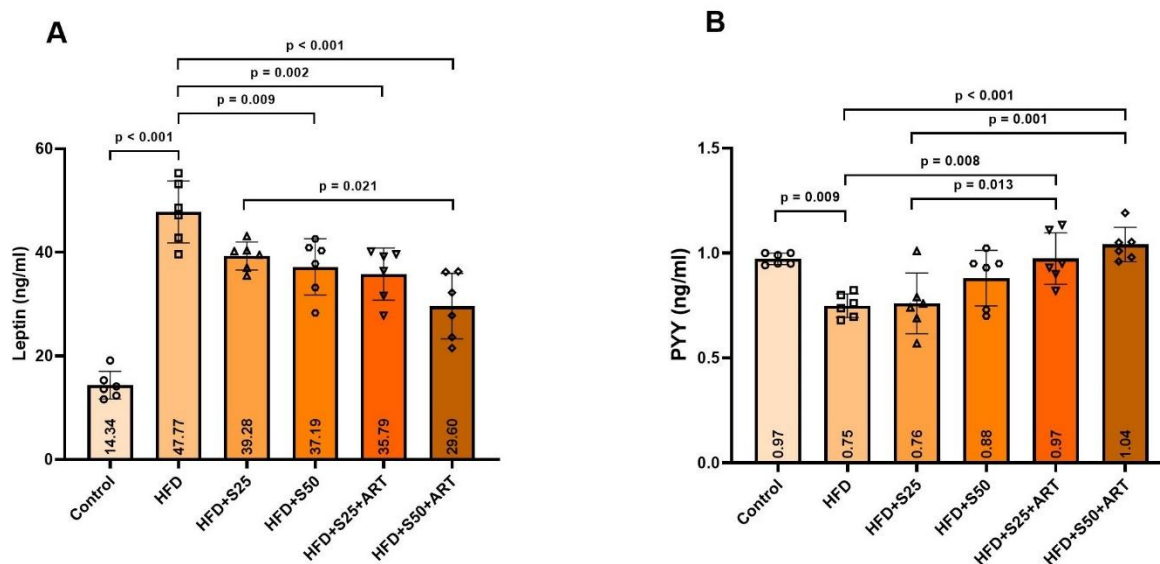 A
p < 0.001
p = 0.002
p = 0.009
p < 0.001
p = 0.021
Leptin (ng/ml)
60
40
20
0
14.34
47.77
39.28
37.19
35.79
29.60
Control
HFD
HFD+S25
HFD+S50
HFD+S25+ART
HFD+S50+ART
B
p < 0.001
p = 0.001
p = 0.008
p = 0.013
p = 0.009
PYY (ng/ml)
1.5
1.0
0.5
0.0
0.97
0.75
0.76
0.88
0.97
1.04
Control
HFD
HFD+S25
HFD+S50
HFD+S25+ART
HFD+S50+ART